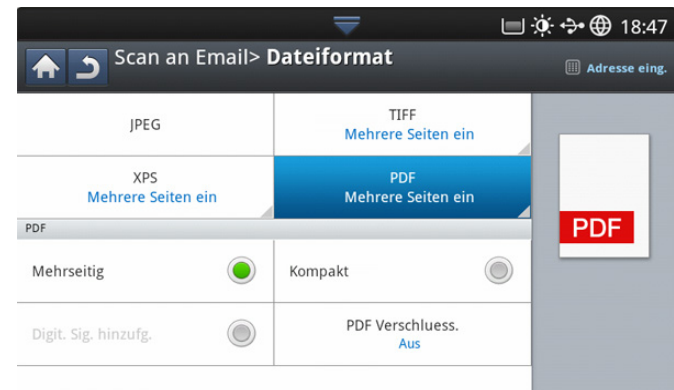 18:47
Scan an Email> Dateiformat
Adresse eing.
JPEG
TIFF
Mehrere Seiten ein
XPS
Mehrere Seiten ein
PDF
Mehrere Seiten ein
PDF
PDF
Mehrseitig
Kompakt
Digit. Sig. hinzufg.
PDF Verschluess.
Aus